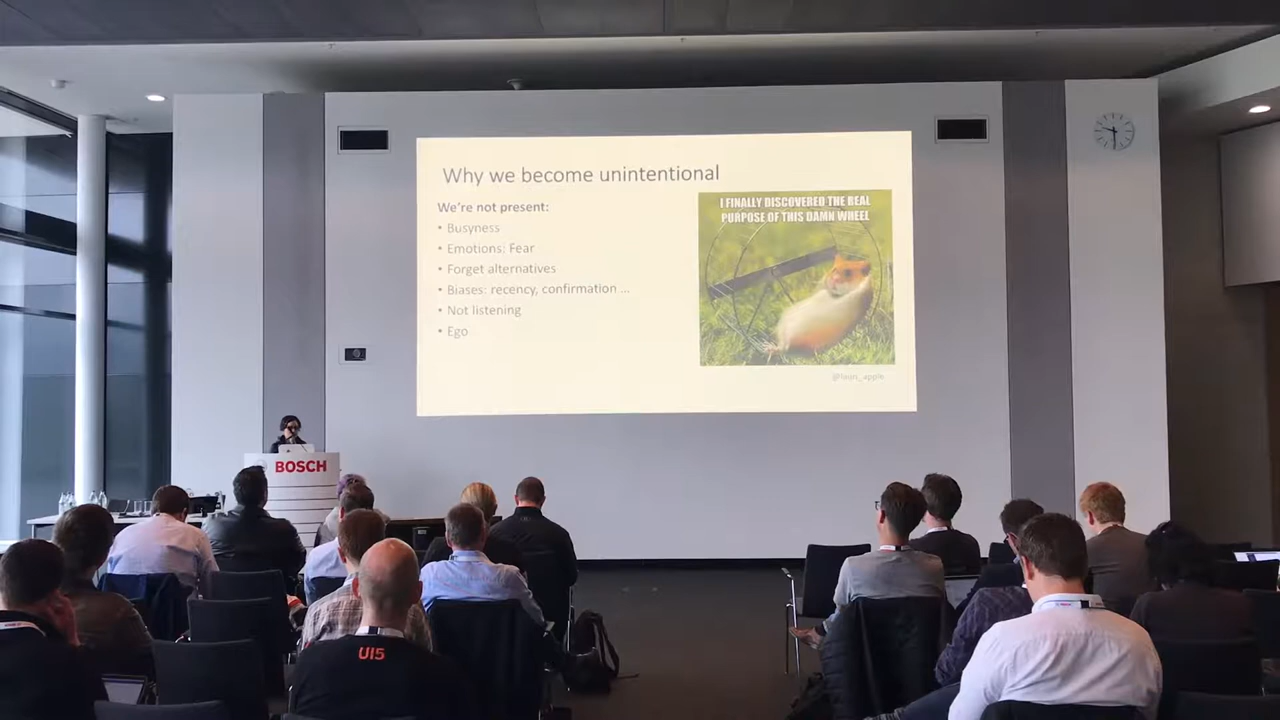 Why we become unintentional
We're not present:
• Busyness
• Emotions: Fear
• Forget alternatives
• Biases: recency, confirmation ...
• Not listening
• Ego
I FINALLY DISCOVERED THE REAL
PURPOSE OF THIS DAMN WHEEL
BOSCH
U15